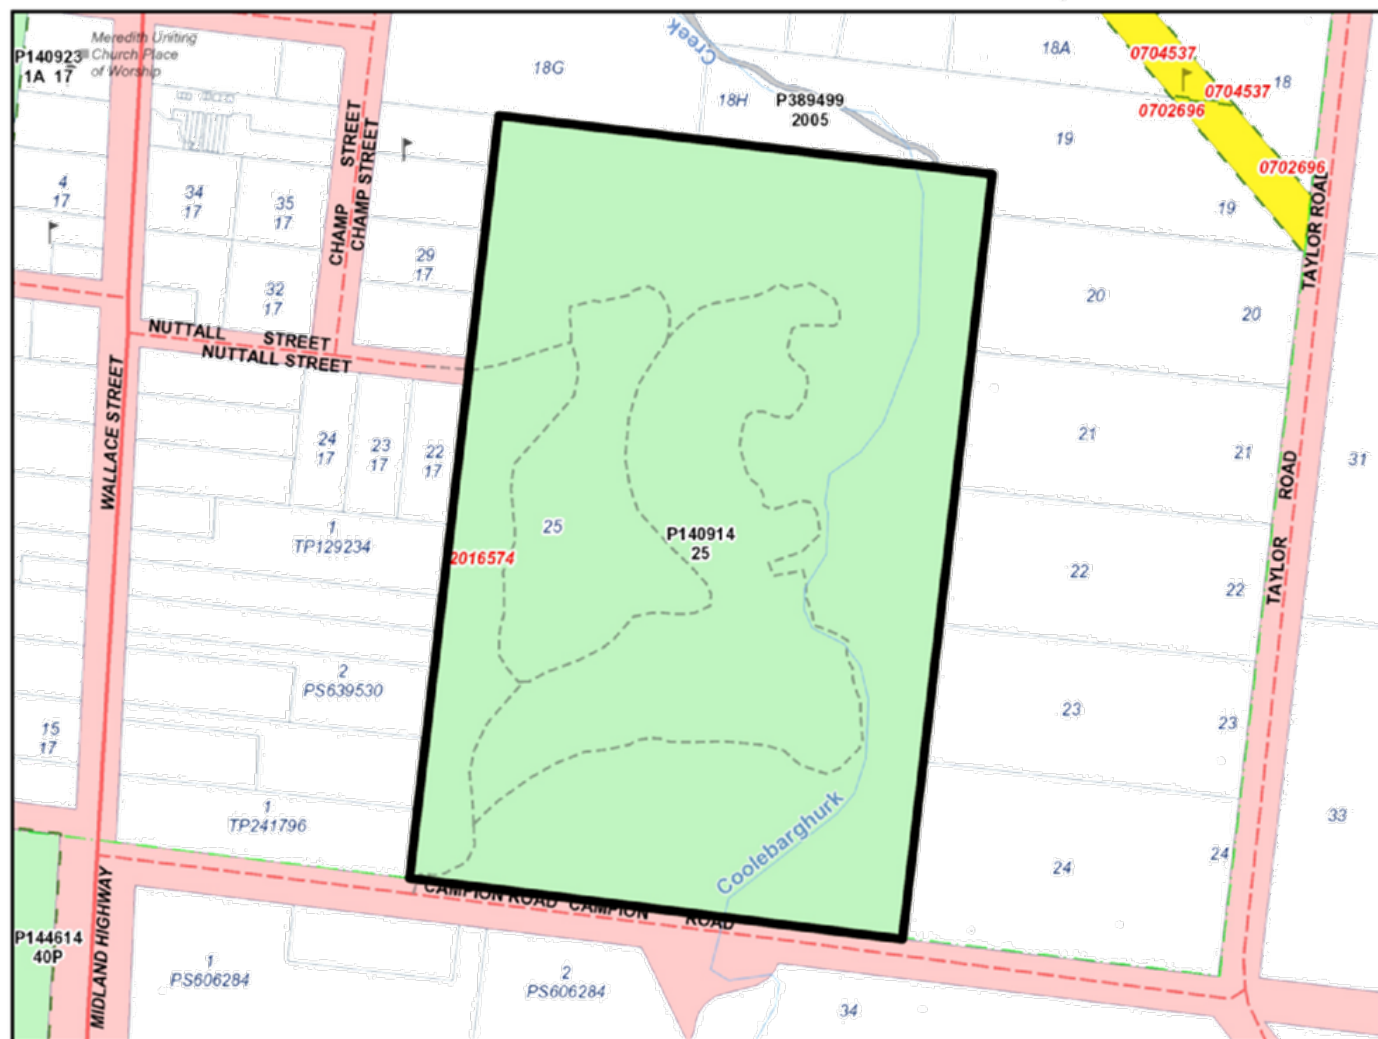 Meredith Uniting
Church Place
of Worship
P140923
1A 17
18G
Creek
18H
P389499
2005
18A
0704537
18
0704537
0702696
19
0702696
19
4
17
34
17
35
17
CHAMP STREET
CHAMP STREET
29
17
32
17
TAYLOR ROAD
20
20
NUTTALL STREET
NUTTALL STREET
WALLACE STREET
24
17
23
17
22
17
21
21
31
TAYLOR ROAD
1
TP129234
2016574
25
P140914
25
22
22
2
PS639530
23
23
15
17
1
TP241796
Coolebarghurk
33
24
24
CAMPION ROAD CAMPION ROAD
MIDLAND HIGHWAY
P144614
40P
1
PS606284
2
PS606284
34